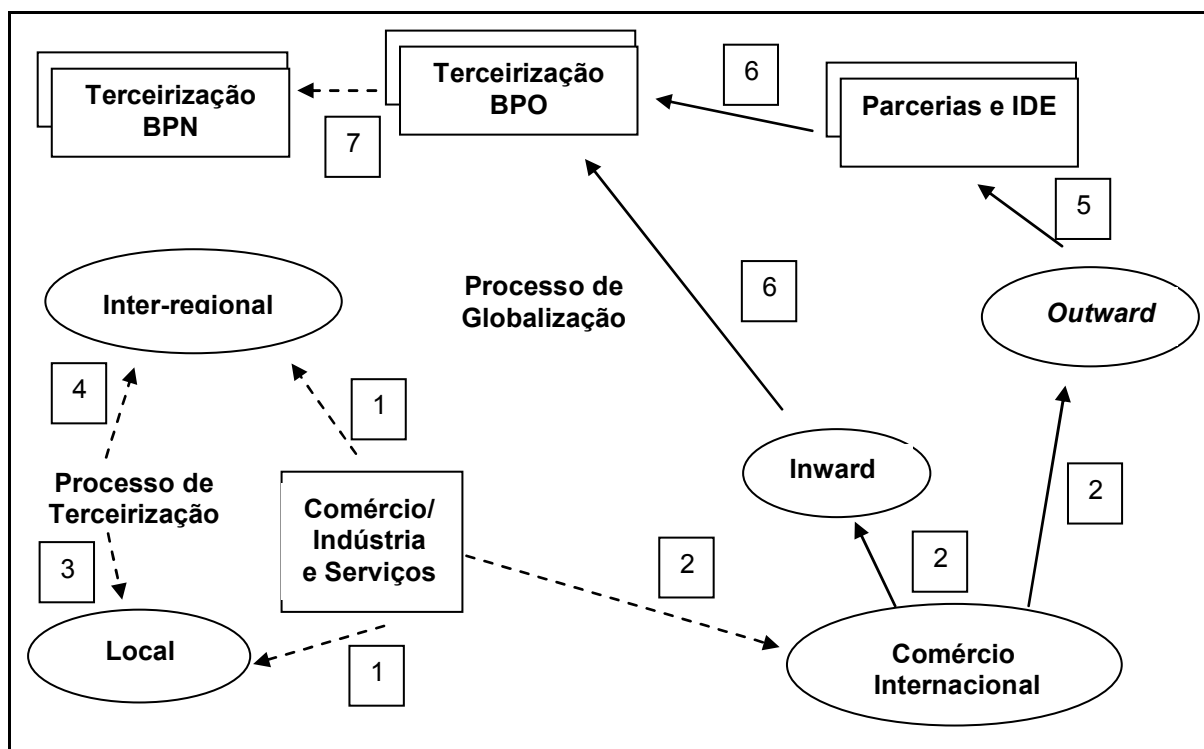 Terceirização
BPN
7
Terceirização
BPO
6
Parcerias e IDE
5
Inter-regional
Processo de
Globalização
6
Outward
4
1
Processo de
Terceirização
Comércio/
Indústria
e Serviços
Inward
2
3
2
2
Local
1
Comércio
Internacional